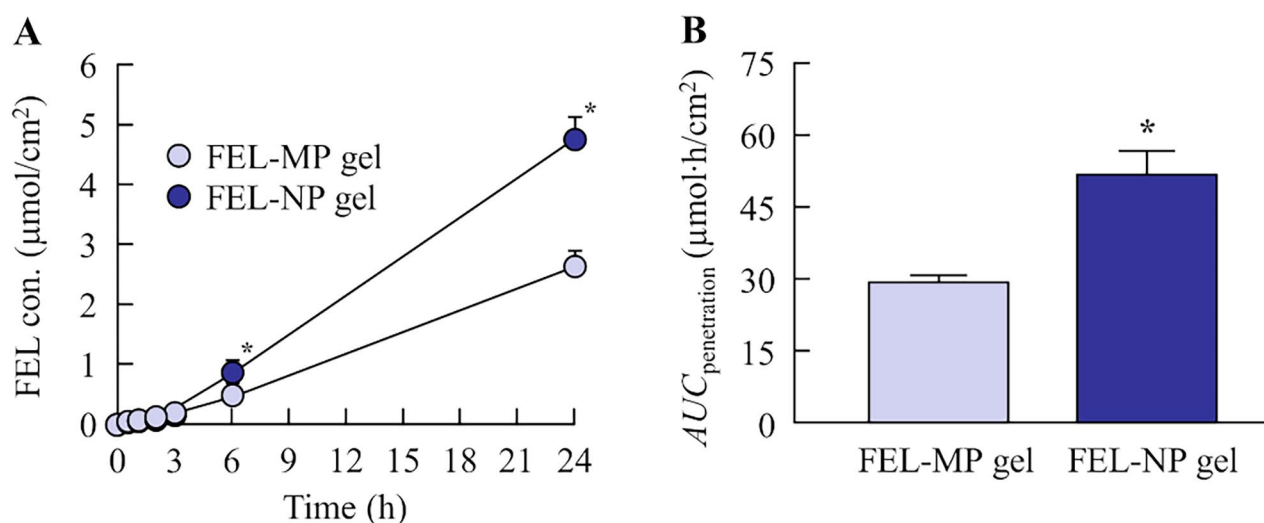 A
FEL con. (μmol/cm²)
6
5
4
3
2
1
0
FEL-MP gel
FEL-NP gel
*
*
0 3 6 9 12 15 18 21 24
Time (h)
B
AUCpenetration (μmol·h/cm²)
75
60
45
30
15
0
*
FEL-MP gel FEL-NP gel